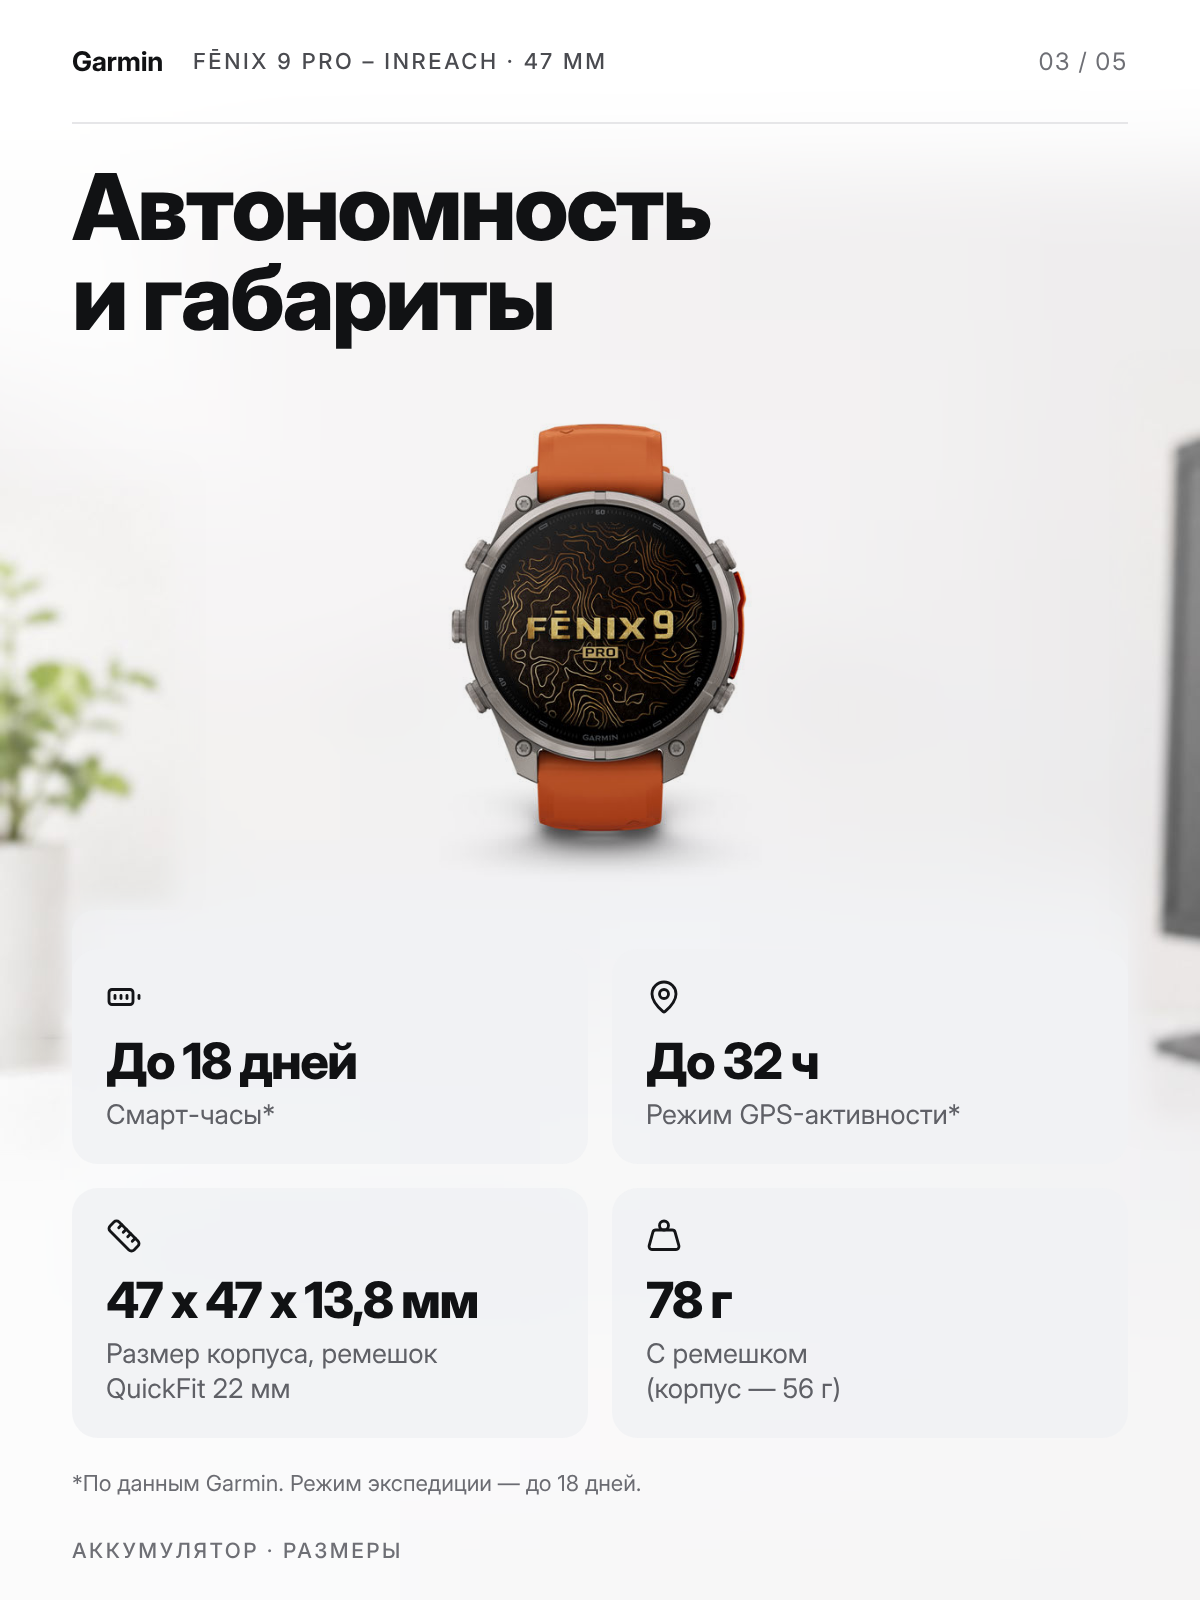 Garmin FĒNIX 9 PRO – INREACH · 47 MM 03 / 05
Автономность
и габариты
60
FĒNIX 9
PRO
GARMIN
До 18 дней
Смарт-часы*
До 32 ч
Режим GPS-активности*
47 x 47 x 13,8 мм
Размер корпуса, ремешок
QuickFit 22 мм
78 г
С ремешком
(корпус — 56 г)
*По данным Garmin. Режим экспедиции — до 18 дней.
АККУМУЛЯТОР · РАЗМЕРЫ